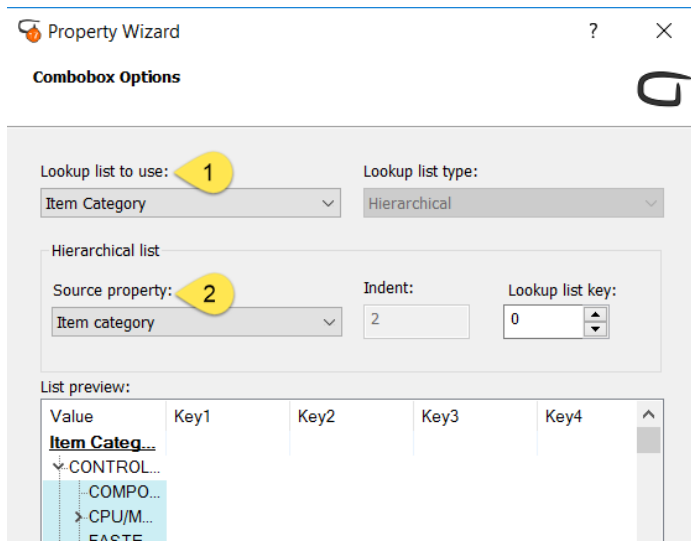 Property Wizard ?
Combobox Options
Lookup list to use: 1 Lookup list type:
Item Category Hierarchical
Hierarchical list
Source property: 2 Indent: Lookup list key:
Item category 2 0
List preview:
Value Key1 Key2 Key3 Key4
Item Categ...
CONTROL...
COMPO...
CPU/M...
FASTE